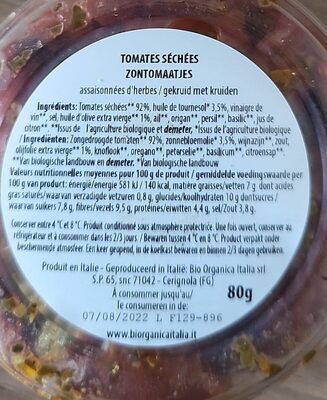 TOMATES SÉCHÉES
ZONTOMAATJES
assaisonnées d'herbes / gekruid met kruiden
Ingrédients: Tomates séchées** 92%, huile de tournesol* 3,5%, vinaigre de
vin**, sel, huile d'olive extra vierge** 1%, ail**, origan**, persil**, basilic**, jus de
citron**. **Issus de l'agriculture biologique et demeter, *Issus de l'agriculture biologique
/ Ingrediënten: Zongedroogde tomaten** 92%, zonnebloemolie* 3,5%, wijnazijn**, zout,
olijfolie extra vierge** 1%, knoflook**, oregano**, peterselie**, basilicum**, citroensap**
**Van biologische landbouw en demeter. *Van biologische landbouw
Valeurs nutritionnelles moyennes pour 100 g de produit / gemiddelde voedingswaarde per
100 g van product: énergie/energie 581 kJ / 140 kcal, matière graisses/vetten 7 g dont acides
gras saturés/waarvan verzadigde vetzuren 0,8 g, glucides/koolhydraten 10 g dont sucres /
waarvan suikers 7,8 g, fibres/vezels 9,5 g, protéines/eiwitten 4,4 g, sel/Zout 3,8 g.
Conserver entre 4 °C et 8 °C. Produit conditionné sous atmosphère protectrice. Une fois ouvert, conserver au
réfrigérateur et à consommer dans les 2/3 jours / Bewaren tussen 4 °C en 8 °C. Product verpakt onder
beschermende atmosfeer. Een keer geopend, in de koelkast bewaren en binnen 2/3 dagen gebruiken.
Produit en Italie - Geproduceerd in Italië: Bio Organica Italia srl
S.P. 65, snc 71042 - Cerignola (FG)
À consommer jusqu'au/
te consumeren in de:
80g
07/08/2022 L F129-896
www.biorganicaitalia.it